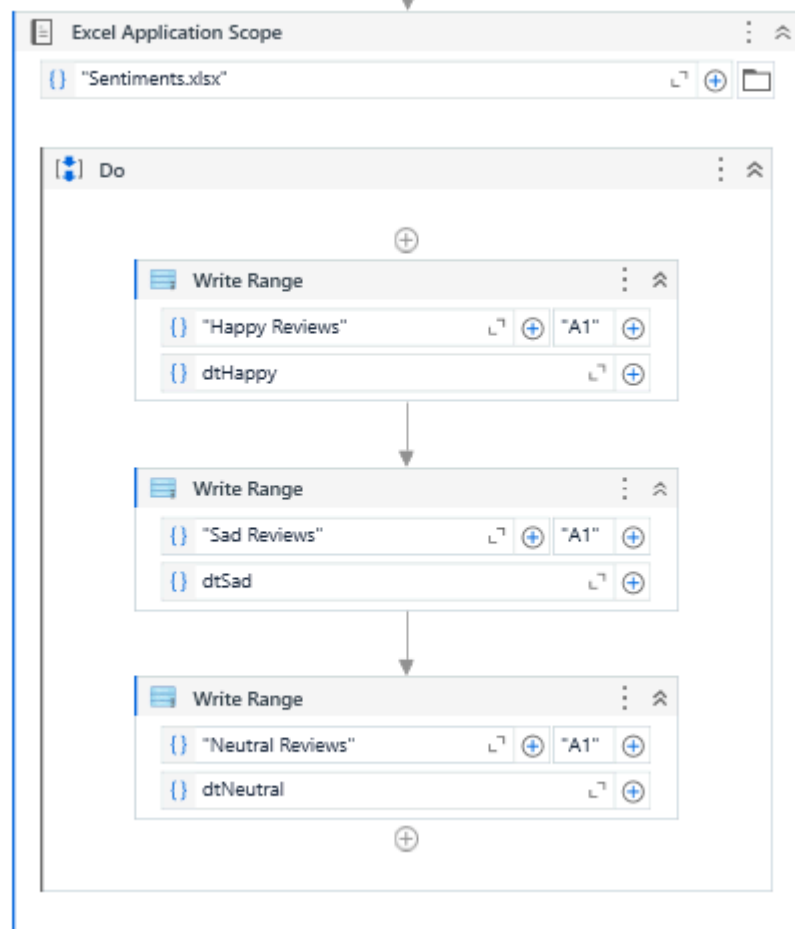 Excel Application Scope
{} "Sentiments.xlsx"
Do
Write Range
{} "Happy Reviews" "A1"
{} dtHappy
Write Range
{} "Sad Reviews" "A1"
{} dtSad
Write Range
{} "Neutral Reviews" "A1"
{} dtNeutral